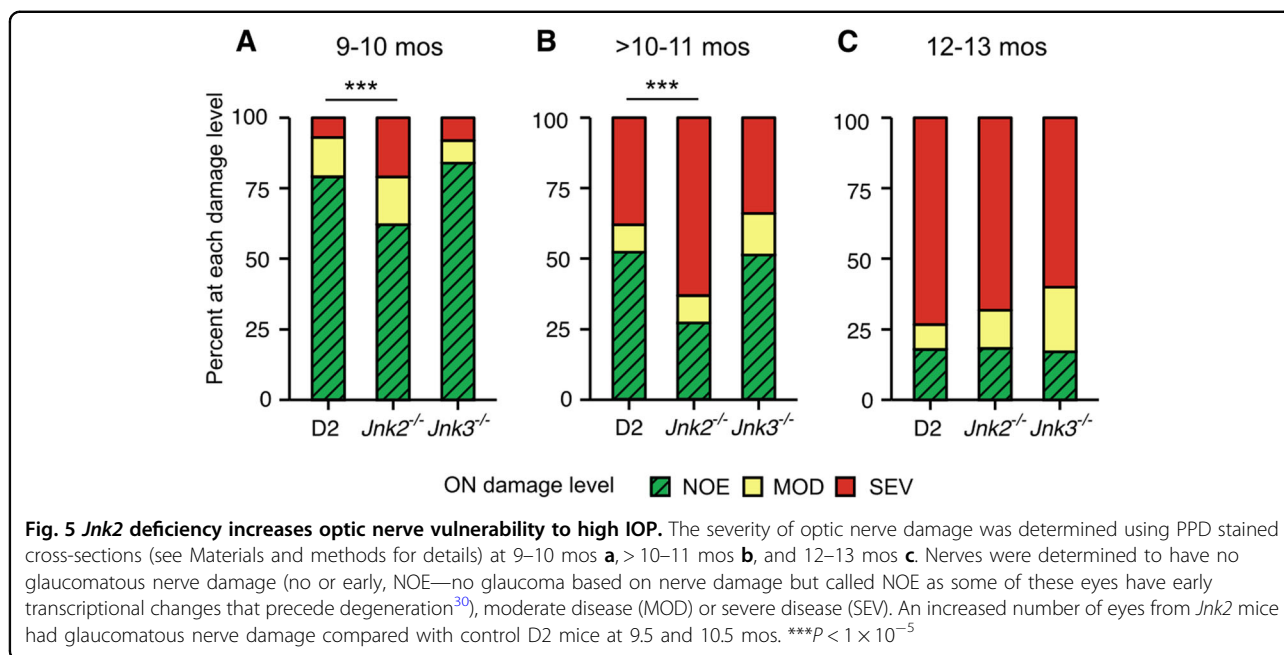 A 9-10 mos
B >10-11 mos
C 12-13 mos
***
***
Percent at each damage level
100
75
50
25
0
D2 Jnk2-/- Jnk3-/-
100
75
50
25
0
D2 Jnk2-/- Jnk3-/-
100
75
50
25
0
D2 Jnk2-/- Jnk3-/-
ON damage level NOE MOD SEV
Fig. 5 Jnk2 deficiency increases optic nerve vulnerability to high IOP. The severity of optic nerve damage was determined using PPD stained
cross-sections (see Materials and methods for details) at 9–10 mos a, > 10–11 mos b, and 12–13 mos c. Nerves were determined to have no
glaucomatous nerve damage (no or early, NOE—no glaucoma based on nerve damage but called NOE as some of these eyes have early
transcriptional changes that precede degeneration30), moderate disease (MOD) or severe disease (SEV). An increased number of eyes from Jnk2 mice
had glaucomatous nerve damage compared with control D2 mice at 9.5 and 10.5 mos. ***P < 1 × 10−5